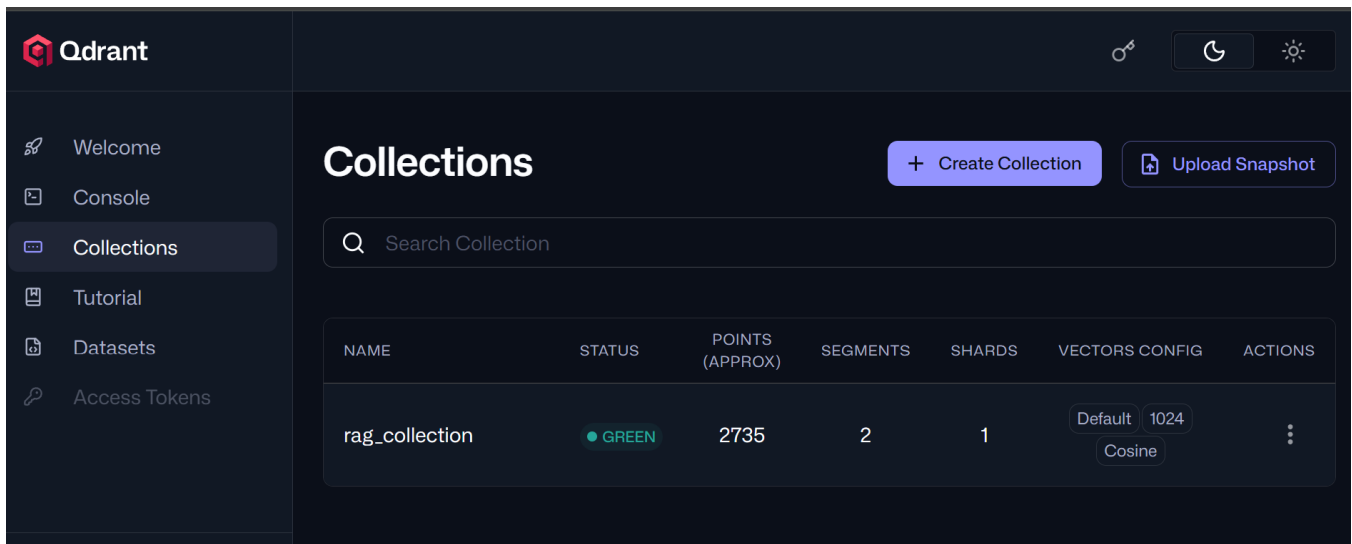 Qdrant
Welcome
Console
Collections
Tutorial
Datasets
Access Tokens
Collections
+ Create Collection
Upload Snapshot
Search Collection
NAME STATUS POINTS (APPROX) SEGMENTS SHARDS VECTORS CONFIG ACTIONS
rag_collection GREEN 2735 2 1 Default 1024 Cosine